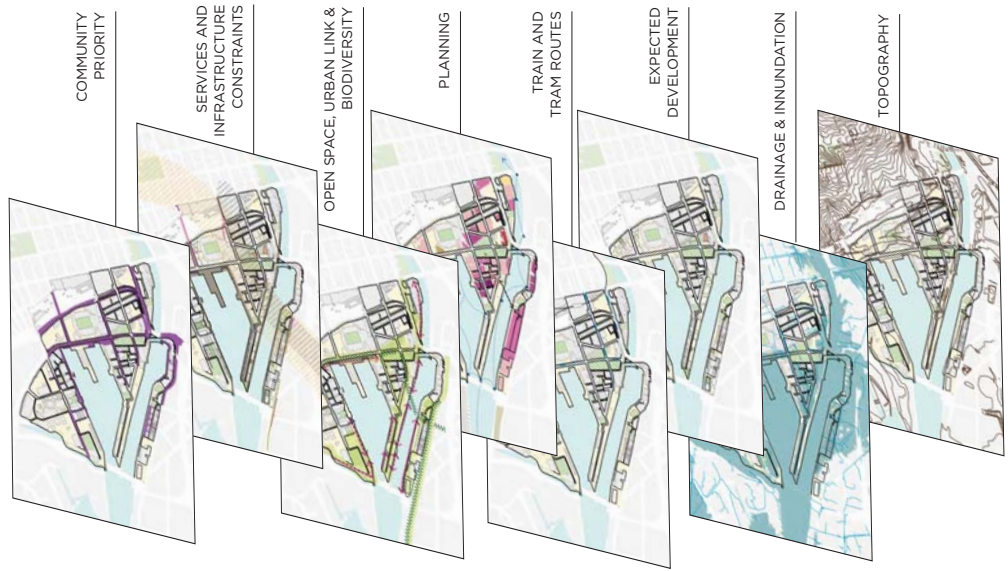 COMMUNITY
PRIORITY
SERVICES AND
INFRASTRUCTURE
CONSTRAINTS
OPEN SPACE, URBAN LINK &
BIODIVERSITY
PLANNING
TRAIN AND
TRAM ROUTES
EXPECTED
DEVELOPMENT
DRAINAGE & INNUNDATION
TOPOGRAPHY